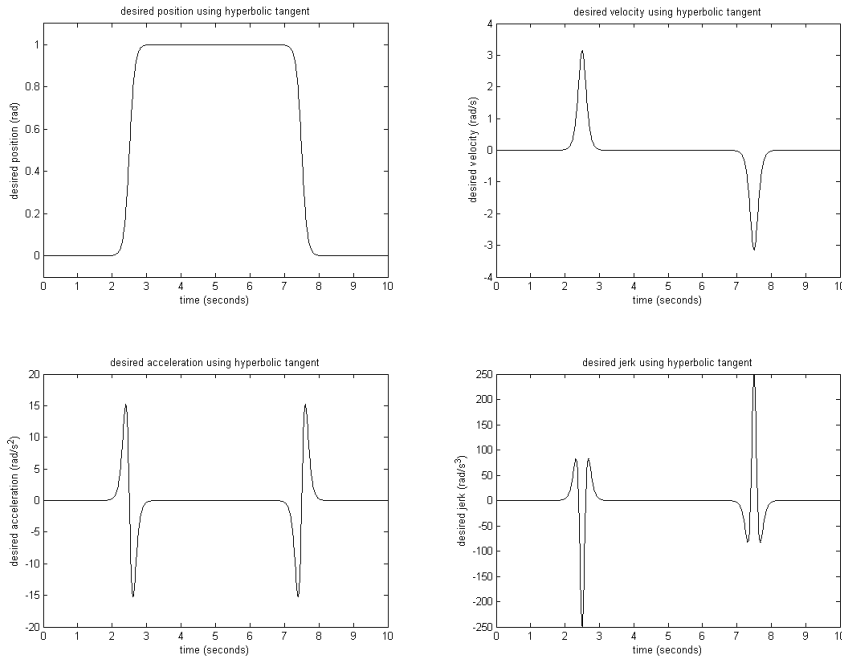 desired position using hyperbolic tangent
desired position (rad)
1
0.8
0.6
0.4
0.2
0
0 1 2 3 4 5 6 7 8 9 10
time (seconds)
desired velocity using hyperbolic tangent
desired velocity (rad/s)
4
3
2
1
0
-1
-2
-3
-4
0 1 2 3 4 5 6 7 8 9 10
time (seconds)
desired acceleration using hyperbolic tangent
desired acceleration (rad/s²)
20
15
10
5
0
-5
-10
-15
-20
0 1 2 3 4 5 6 7 8 9 10
time (seconds)
desired jerk using hyperbolic tangent
desired jerk (rad/s³)
250
200
150
100
50
0
-50
-100
-150
-200
-250
0 1 2 3 4 5 6 7 8 9 10
time (seconds)